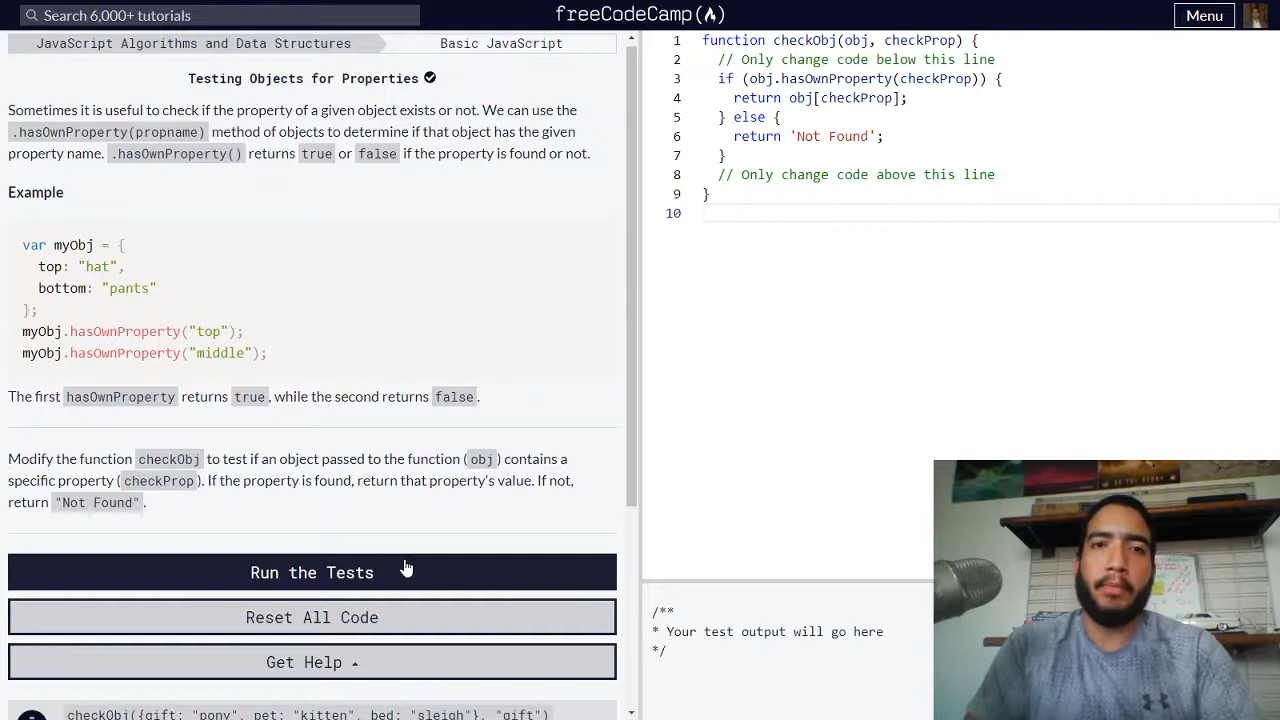 Search 6,000+ tutorials
freeCodeCamp
Menu
JavaScript Algorithms and Data Structures
Basic JavaScript
Testing Objects for Properties
Sometimes it is useful to check if the property of a given object exists or not. We can use the
.hasOwnProperty(propname) method of objects to determine if that object has the given
property name. .hasOwnProperty() returns true or false if the property is found or not.
Example
var myObj = {
top: "hat",
bottom: "pants"
};
myObj.hasOwnProperty("top");
myObj.hasOwnProperty("middle");
The first hasOwnProperty returns true, while the second returns false.
Modify the function checkObj to test if an object passed to the function (obj) contains a
specific property (checkProp). If the property is found, return that property's value. If not,
return "Not Found".
Run the Tests
Reset All Code
Get Help
checkObj({gift: "pony", pet: "kitten", bed: "sleigh"}, "gift")
1 function checkObj(obj, checkProp) {
2 // Only change code below this line
3 if (obj.hasOwnProperty(checkProp)) {
4 return obj[checkProp];
5 } else {
6 return 'Not Found';
7 }
8 // Only change code above this line
9 }
10
/**
* Your test output will go here
*/